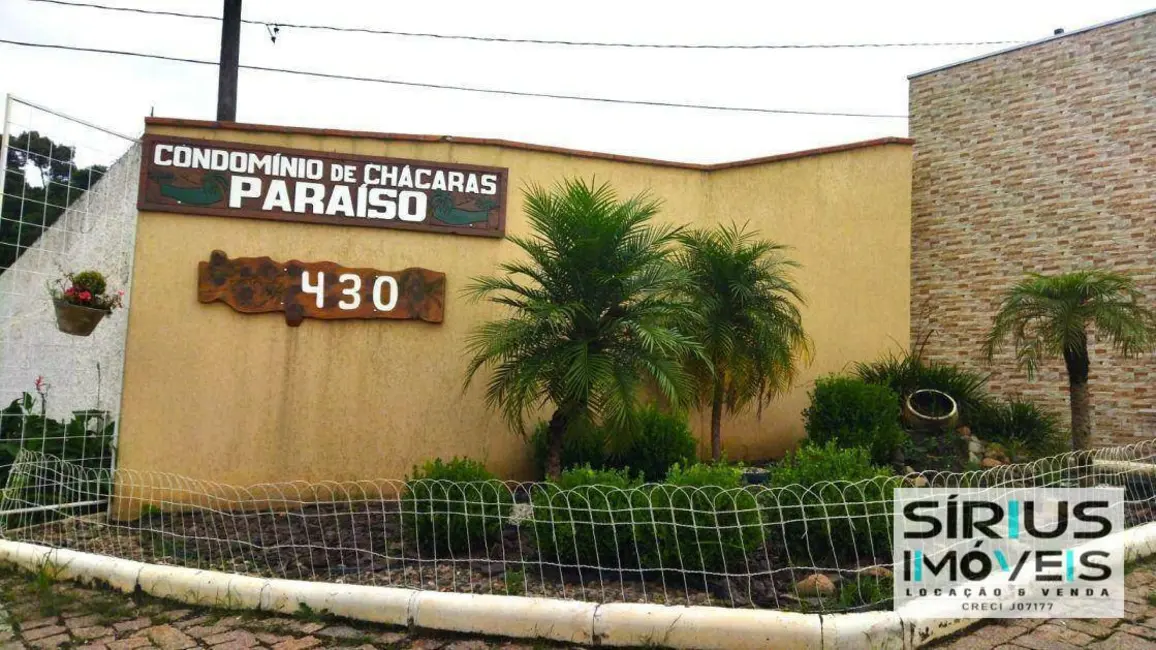 CONDOMÍNIO DE CHÁCARAS
PARAÍSO
430
SÍRIUS
IMÓVEIS
LOCAÇÃO & VENDA
CRECI J07177